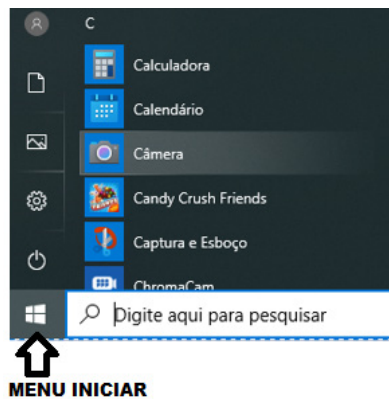 C
Calculadora
Calendário
Câmera
Candy Crush Friends
Captura e Esboço
ChromaCam
Digite aqui para pesquisar
MENU INICIAR